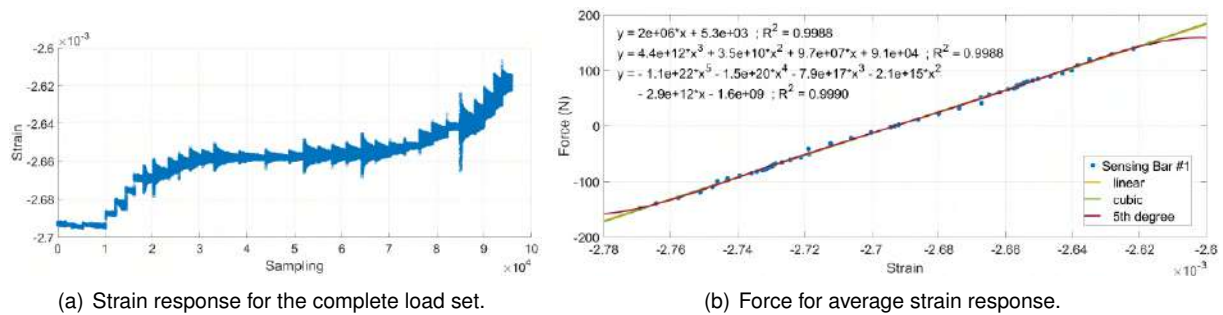 ×10⁻³
-2.6
-2.62
-2.64
-2.66
-2.68
-2.7
Strain
0 1 2 3 4 5 6 7 8 9 10
Sampling
×10⁴
(a) Strain response for the complete load set.
200
100
0
-100
-200
Force (N)
y = 2e+06*x + 5.3e+03 ; R² = 0.9988
y = 4.4e+12*x³ + 3.5e+10*x² + 9.7e+07*x + 9.1e+04 ; R² = 0.9988
y = - 1.1e+22*x⁵ - 1.5e+20*x⁴ - 7.9e+17*x³ - 2.1e+15*x²
- 2.9e+12*x - 1.6e+09 ; R² = 0.9990
Sensing Bar #1
linear
cubic
5th degree
-2.78 -2.76 -2.74 -2.72 -2.7 -2.68 -2.66 -2.64 -2.62 -2.6
Strain
×10⁻³
(b) Force for average strain response.